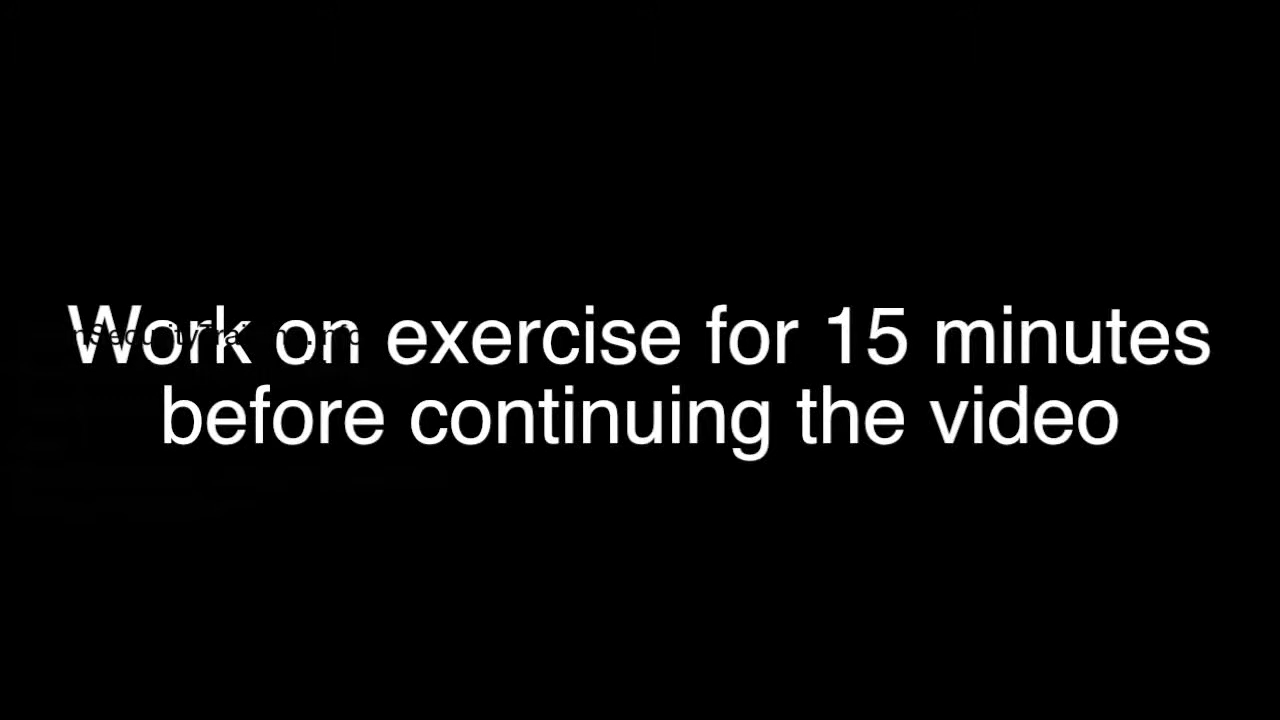 Work on exercise for 15 minutes
before continuing the video